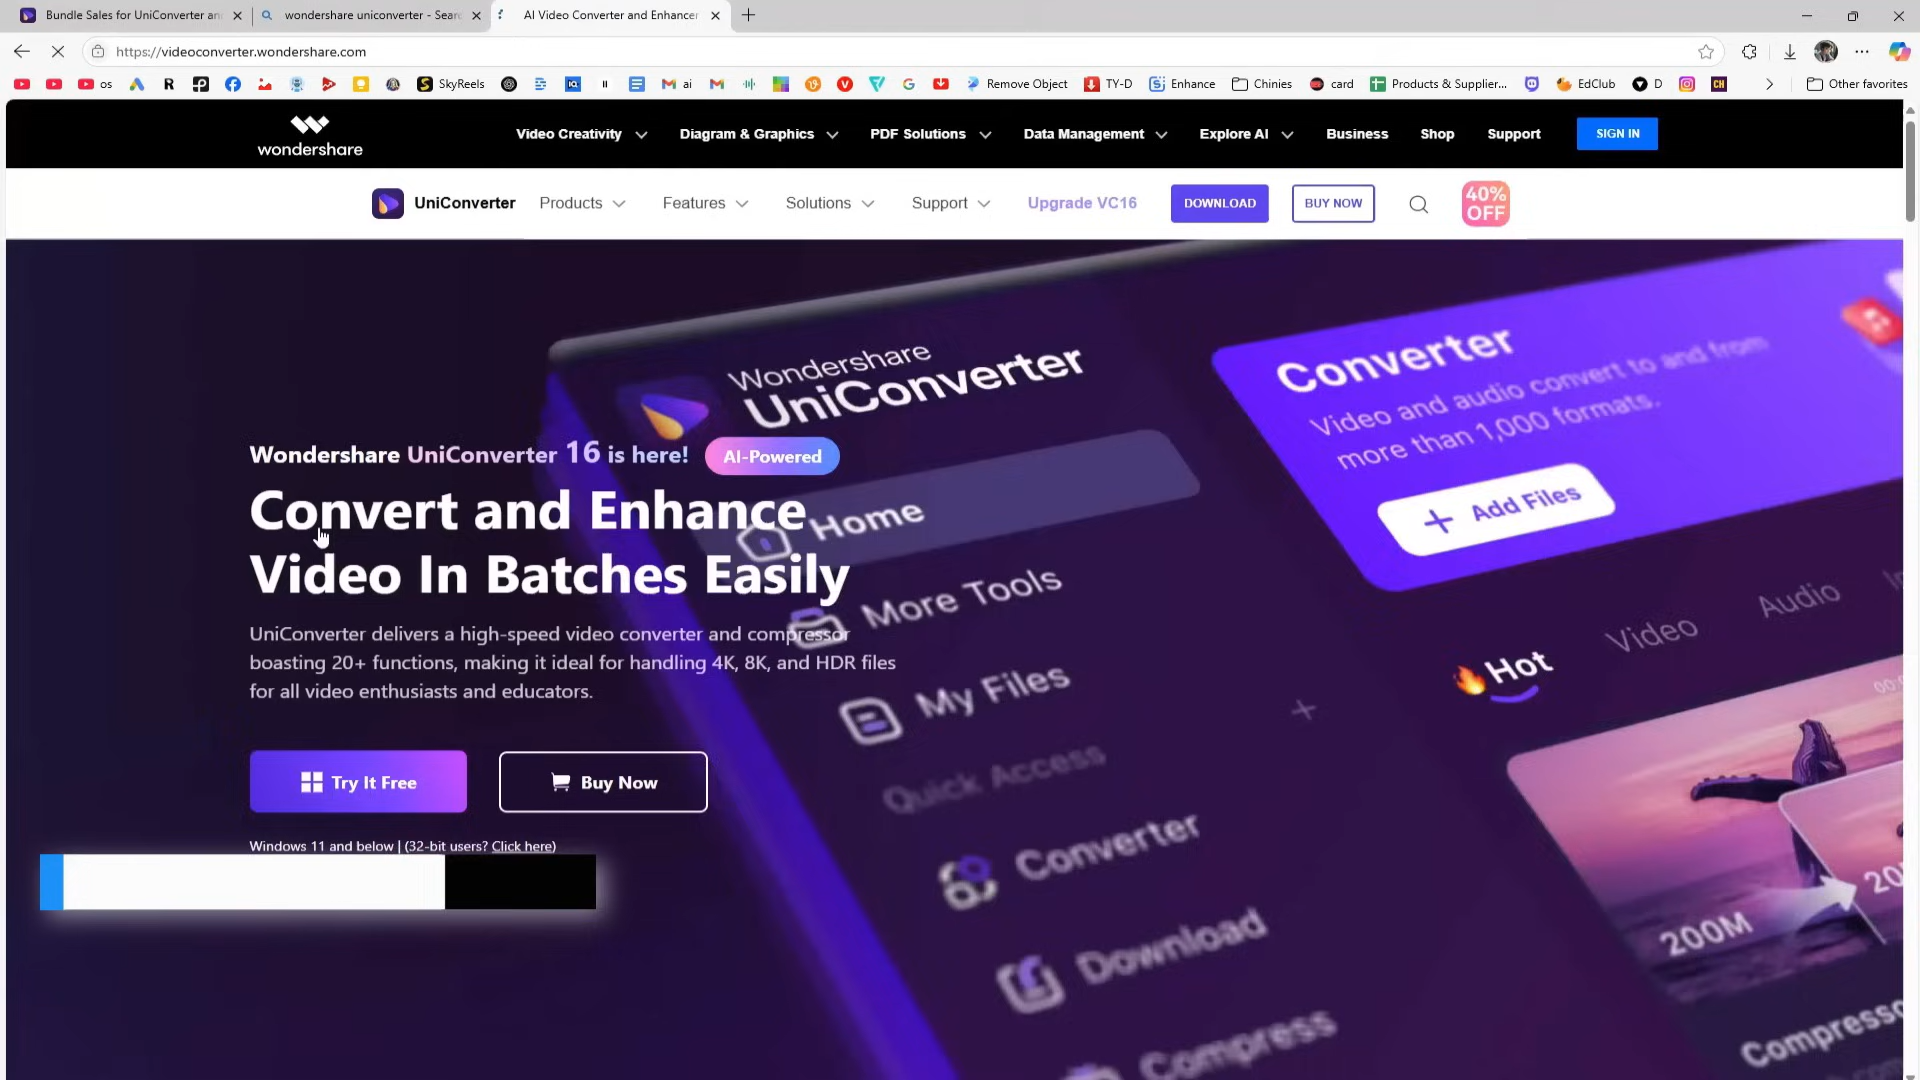 Bundle Sales for UniConverter an
wondershare uniconverter - Searc
AI Video Converter and Enhancer
https://videoconverter.wondershare.com
os
SkyReels
ai
Remove Object
TY-D
Enhance
Chinies
card
Products & Supplier...
EdClub
D
CH
Other favorites
wondershare
Video Creativity
Diagram & Graphics
PDF Solutions
Data Management
Explore AI
Business
Shop
Support
SIGN IN
UniConverter
Products
Features
Solutions
Support
Upgrade VC16
DOWNLOAD
BUY NOW
40%
OFF
Wondershare UniConverter 16 is here!
AI-Powered
Convert and Enhance
Video In Batches Easily
UniConverter delivers a high-speed video converter and compressor
boasting 20+ functions, making it ideal for handling 4K, 8K, and HDR files
for all video enthusiasts and educators.
Try It Free
Buy Now
Windows 11 and below | (32-bit users? Click here)
Wondershare
UniConverter
Home
More Tools
My Files
Quick Access
Converter
Download
Compress
Converter
Video and audio convert to and from
more than 1,000 formats.
+ Add Files
Hot
Video
Audio
200M
Compresso